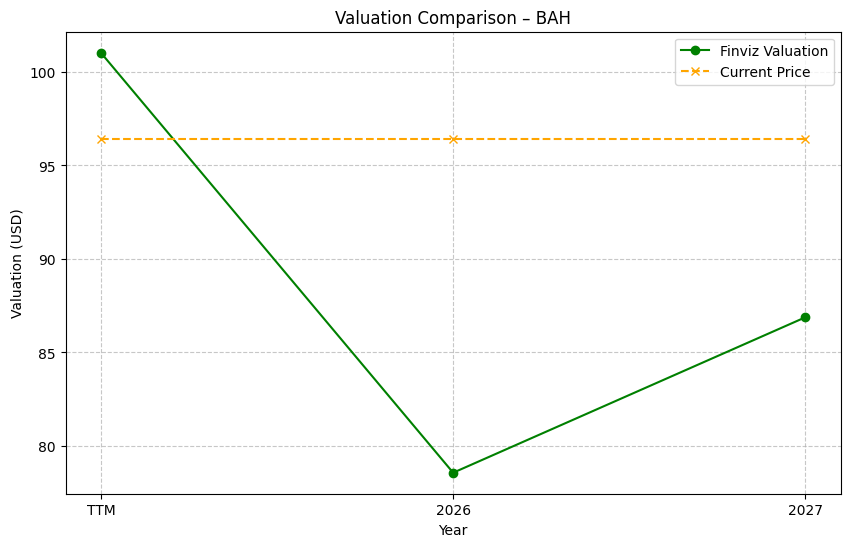 Valuation Comparison – BAH
Finviz Valuation
Current Price
Valuation (USD)
100
95
90
85
80
TTM
2026
2027
Year